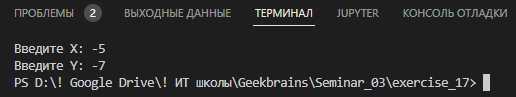 ПРОБЛЕМЫ 2 ВЫХОДНЫЕ ДАННЫЕ ТЕРМИНАЛ JUPYTER КОНСОЛЬ ОТЛАДКИ
Введите X: -5
Введите Y: -7
PS D:\! Google Drive\! ИТ школы\Geekbrains\Seminar_03\exercise_17>